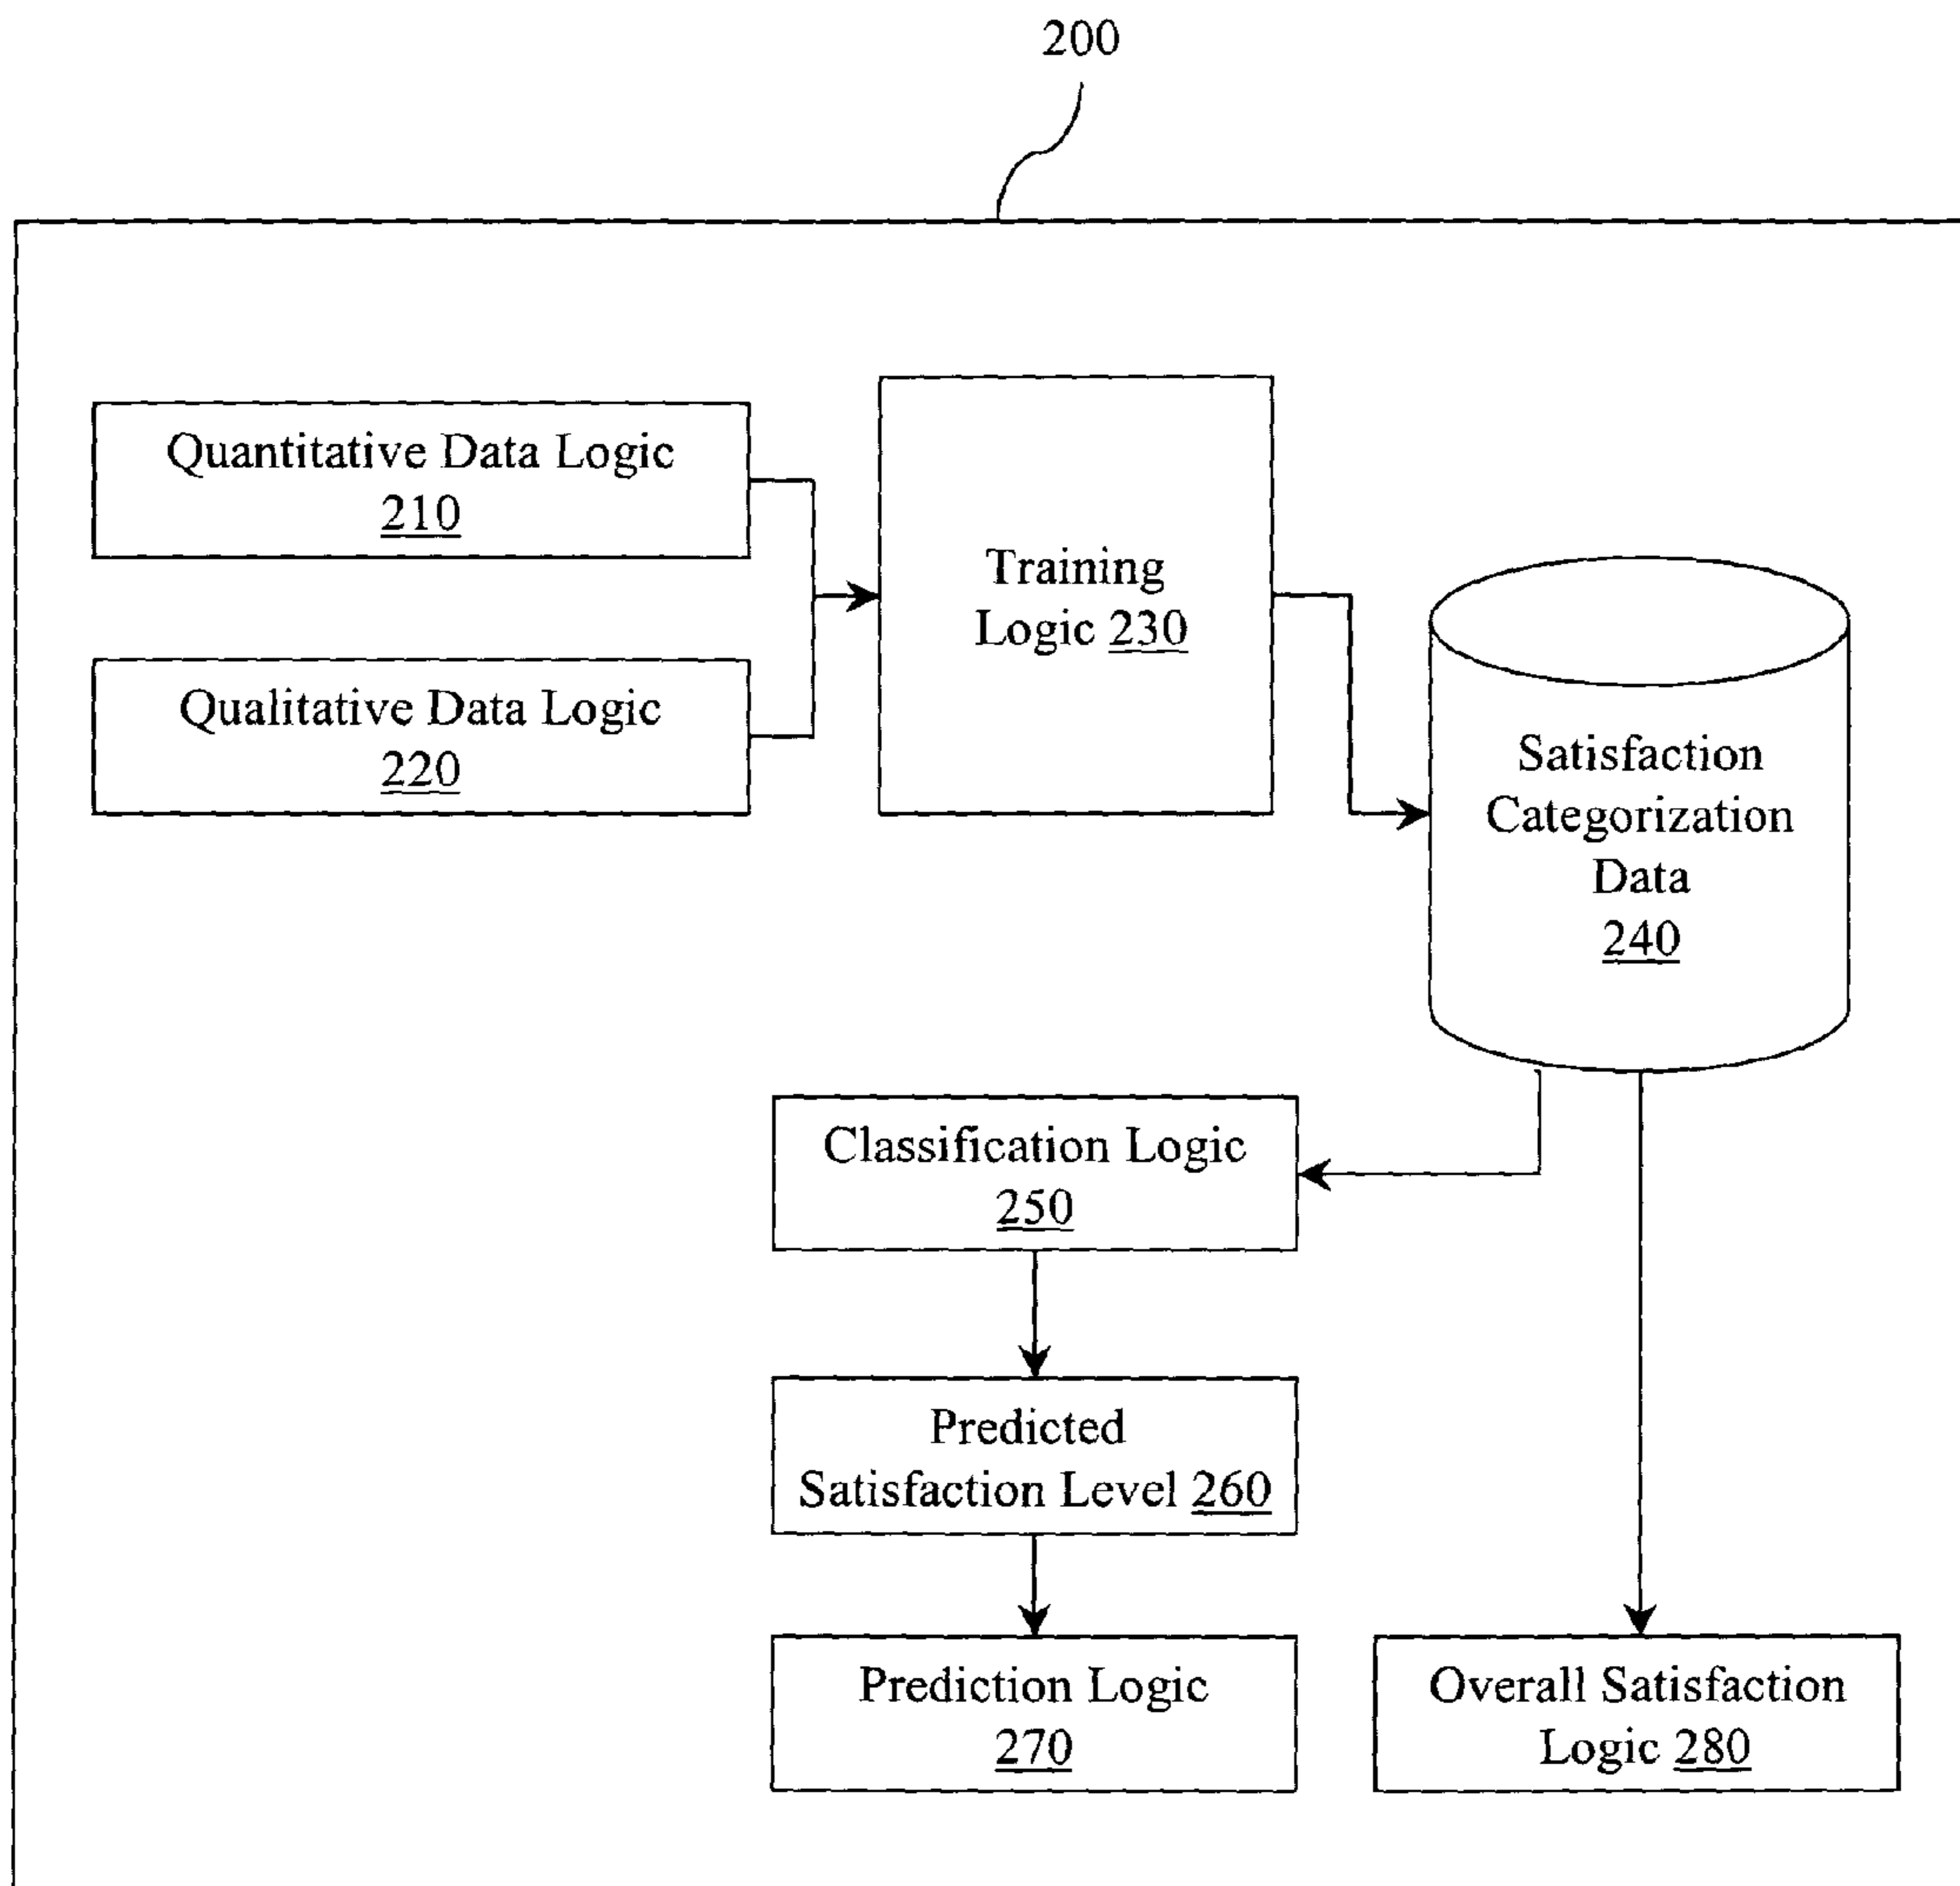 200
Quantitative Data Logic
210
Qualitative Data Logic
220
Training
Logic 230
Satisfaction
Categorization
Data
240
Classification Logic
250
Predicted
Satisfaction Level 260
Prediction Logic
270
Overall Satisfaction
Logic 280